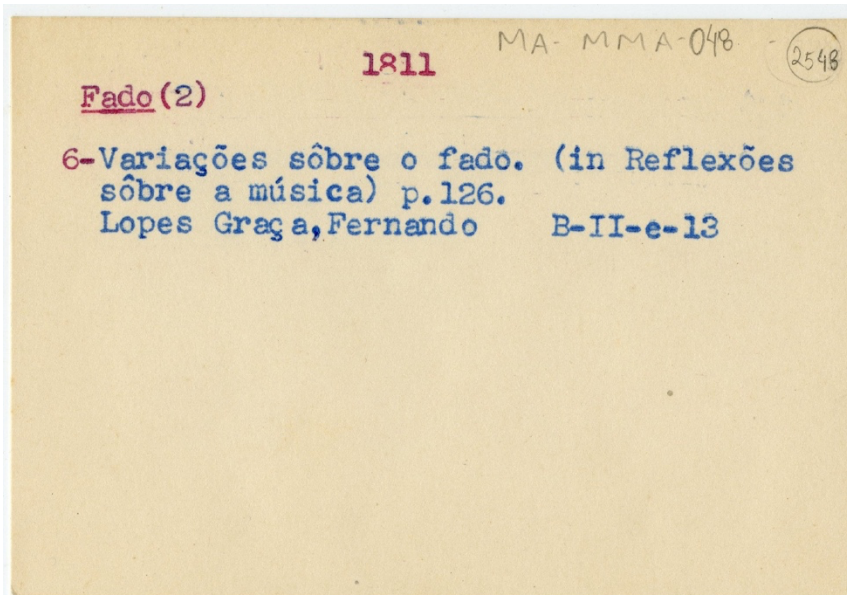 MA-MMA-048
2548
1811
Fado(2)
6-Variações sôbre o fado. (in Reflexões
sôbre a música) p.126.
Lopes Graça,Fernando B-II-e-13